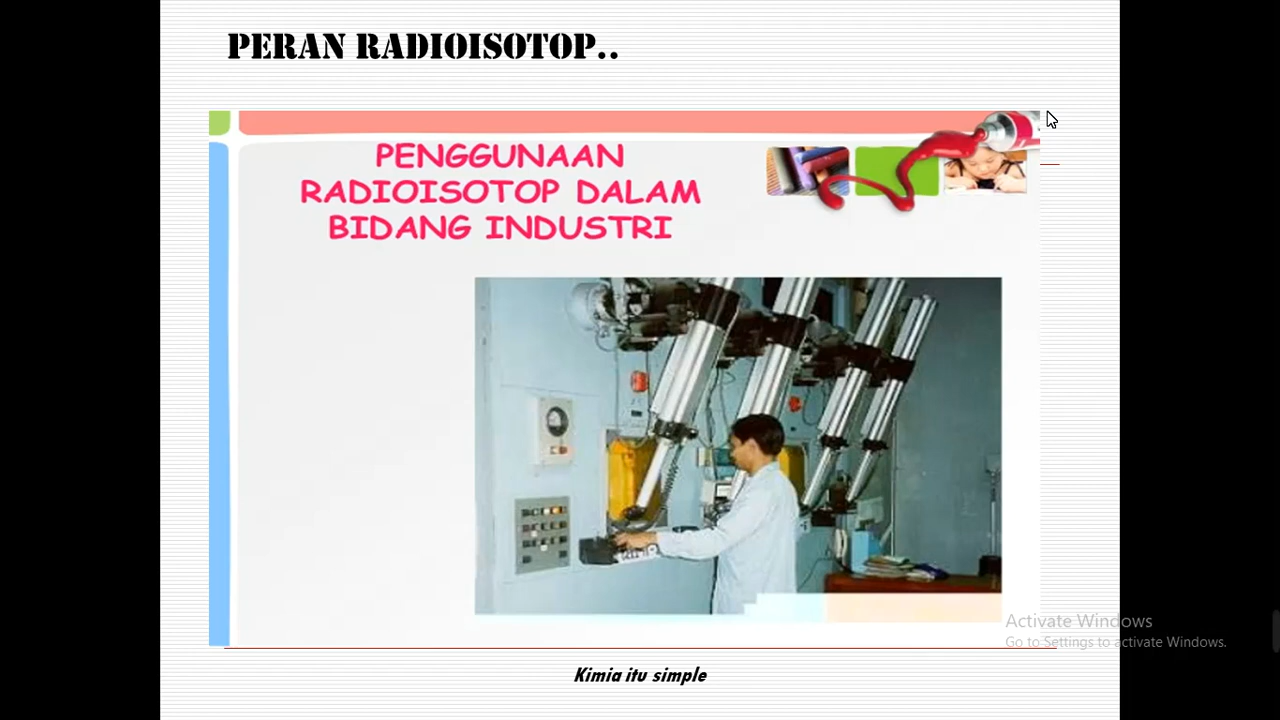 PERAN RADIOISOTOP..
PENGGUNAAN
RADIOISOTOP DALAM
BIDANG INDUSTRI
Activate Windows
Go to Settings to activate Windows.
Kimia itu simple